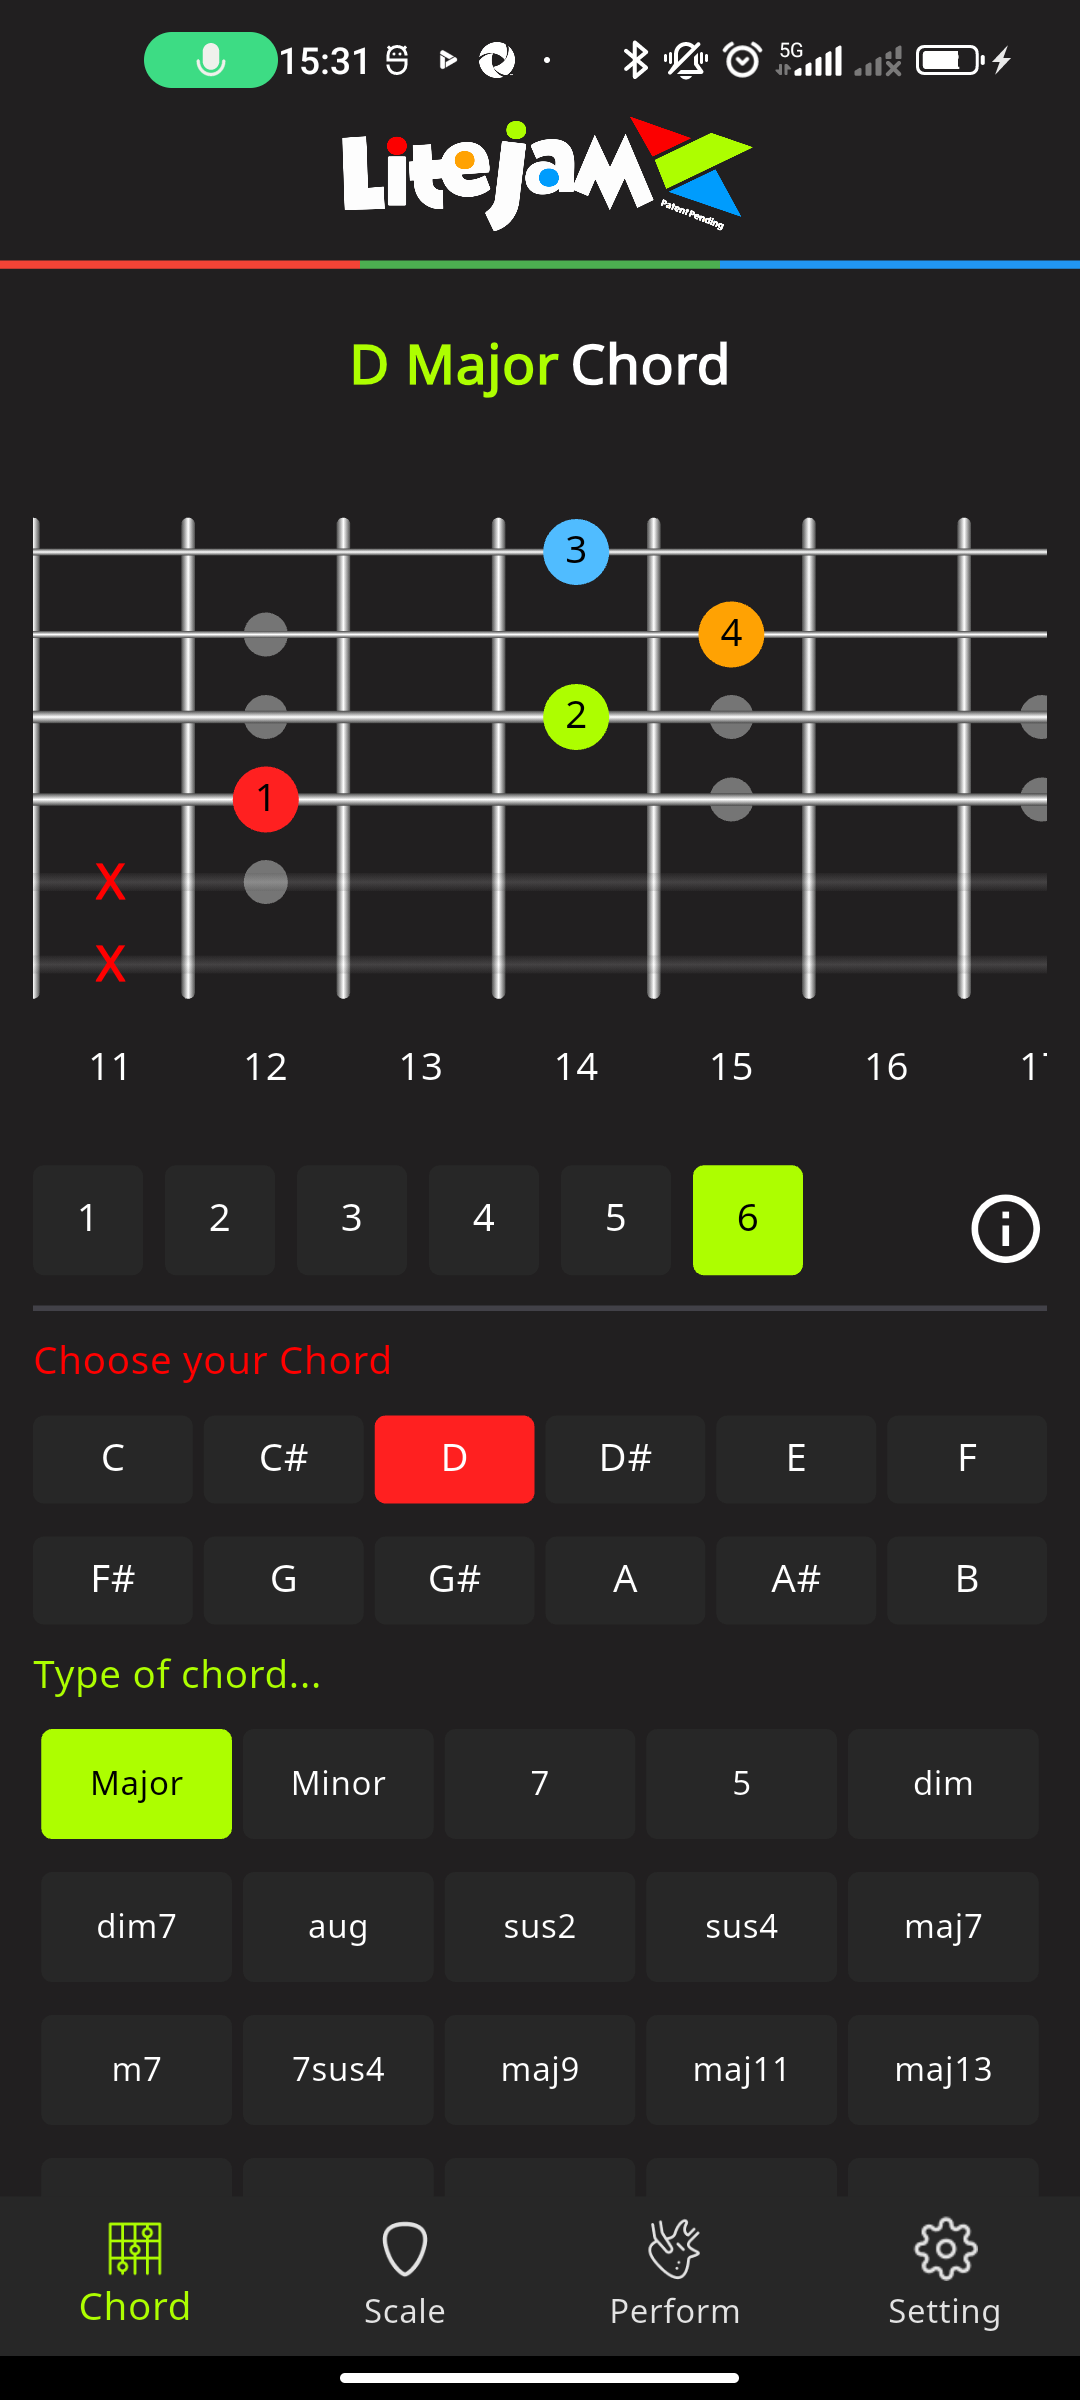 15:31 5G
LiteJam
Patent Pending
D Major Chord
3
4
2
1
X
X
11 12 13 14 15 16
1 2 3 4 5 6
Choose your Chord
C C# D D# E F
F# G G# A A# B
Type of chord...
Major Minor 7 5 dim
dim7 aug sus2 sus4 maj7
m7 7sus4 maj9 maj11 maj13
Chord Scale Perform Setting